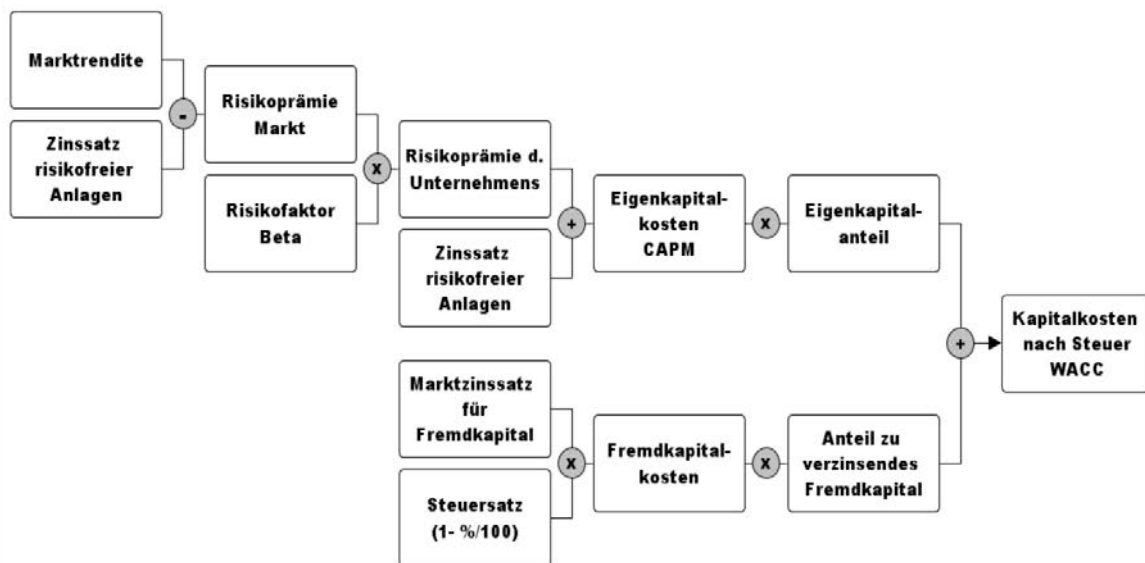 Marktrendite
-
Zinssatz
risikofreier
Anlagen
Risikoprämie
Markt
x
Risikofaktor
Beta
Risikoprämie d.
Unternehmens
+
Zinssatz
risikofreier
Anlagen
Eigenkapital-
kosten
CAPM
x
Eigenkapital-
anteil
Marktzinssatz
für
Fremdkapital
x
Steuersatz
(1- %/100)
Fremdkapital-
kosten
x
Anteil zu
verzinsendes
Fremdkapital
+
Kapitalkosten
nach Steuer
WACC